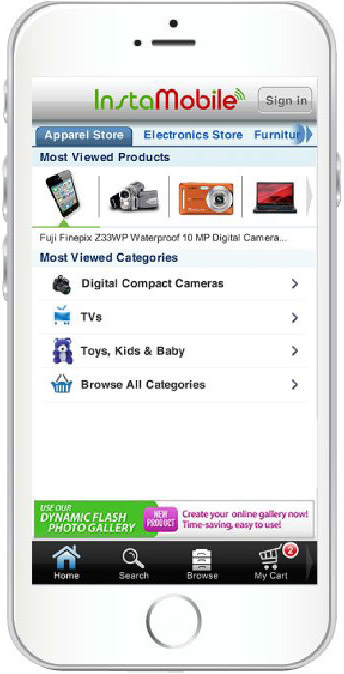 InstaMobile
Sign in
Apparel Store Electronics Store Furnitur
Most Viewed Products
Fuji Finepix Z33WP Waterproof 10 MP Digital Camera...
Most Viewed Categories
Digital Compact Cameras
TVs
Toys, Kids & Baby
Browse All Categories
USE OUR
DYNAMIC FLASH
PHOTO GALLERY
NEW
PRODUCT
Create your online gallery now!
Time-saving, easy to use!
2
Home Search Browse My Cart